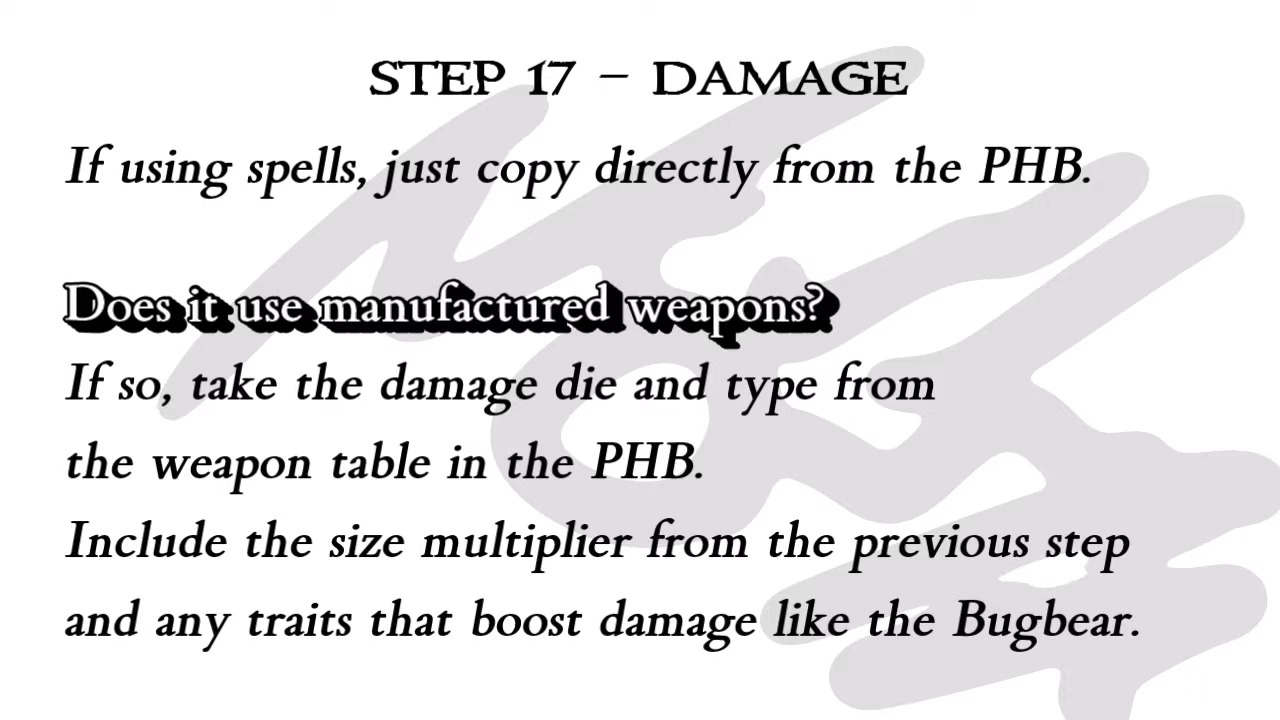 STEP 17 – DAMAGE
If using spells, just copy directly from the PHB.
Does it use manufactured weapons?
If so, take the damage die and type from
the weapon table in the PHB.
Include the size multiplier from the previous step
and any traits that boost damage like the Bugbear.